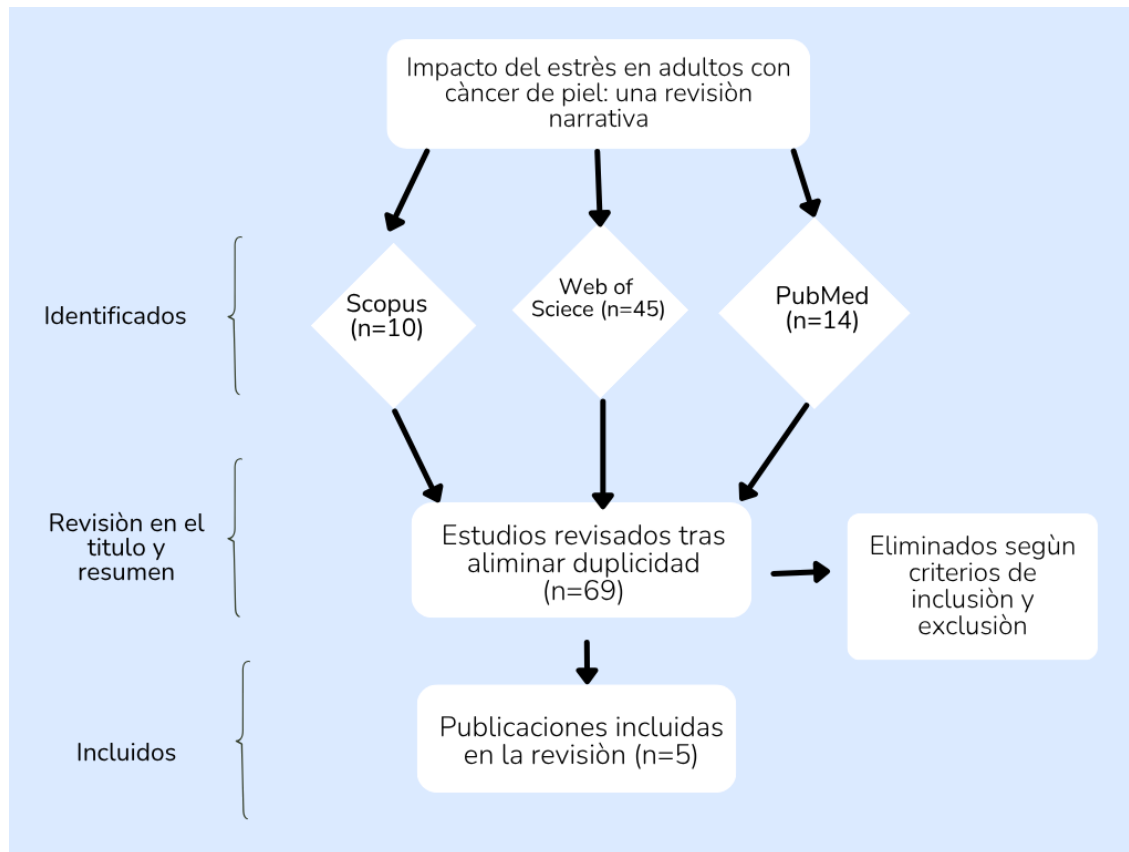 Impacto del estrès en adultos con
càncer de piel: una revisiòn
narrativa
Identificados
Scopus
(n=10)
Web of
Sciece (n=45)
PubMed
(n=14)
Revisiòn en el
titulo y
resumen
Estudios revisados tras
aliminar duplicidad
(n=69)
Eliminados segùn
criterios de
inclusiòn y
exclusiòn
Incluidos
Publicaciones incluidas
en la revisiòn (n=5)